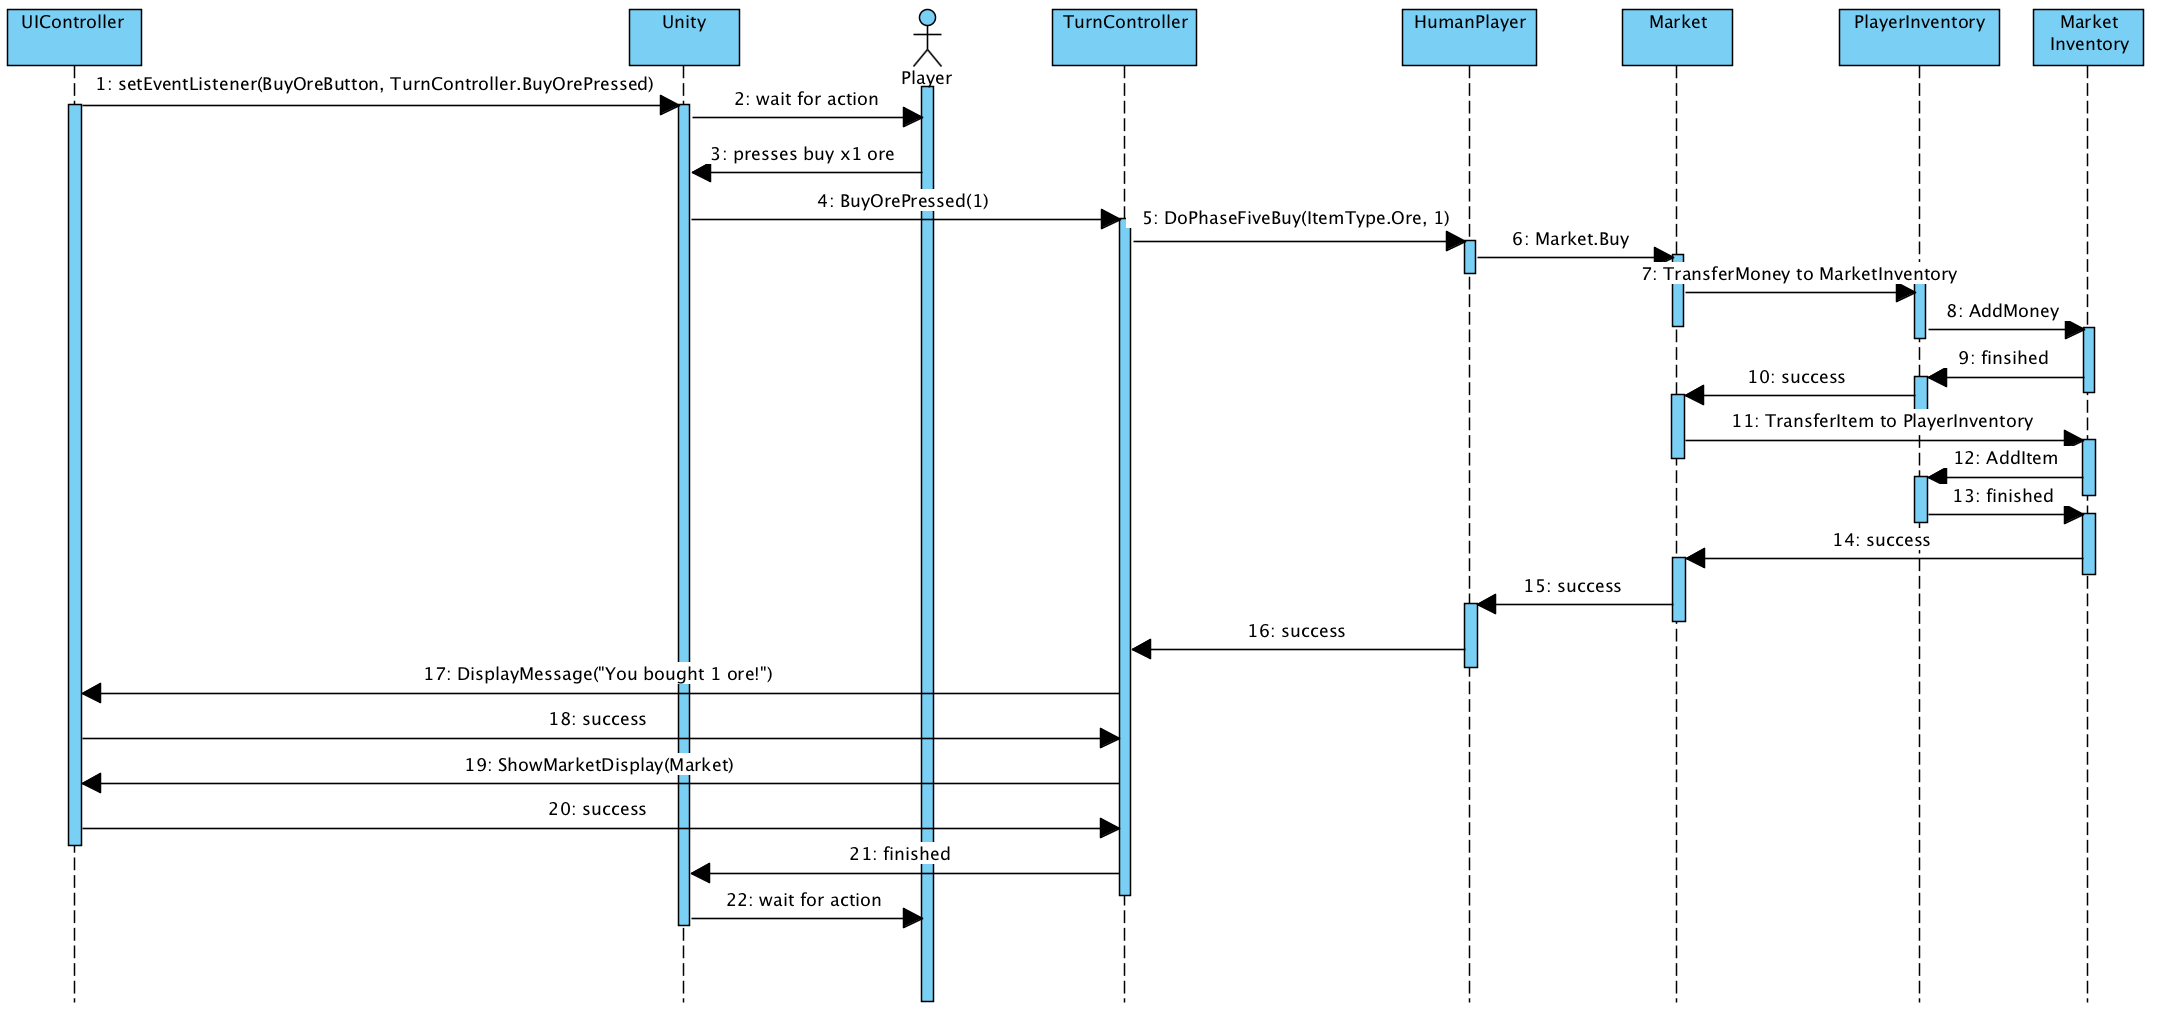 UIController
Unity
Player
TurnController
HumanPlayer
Market
PlayerInventory
Market
Inventory
1: setEventListener(BuyOreButton, TurnController.BuyOrePressed)
2: wait for action
3: presses buy x1 ore
4: BuyOrePressed(1)
5: DoPhaseFiveBuy(ItemType.Ore, 1)
6: Market.Buy
7: TransferMoney to MarketInventory
8: AddMoney
9: finsihed
10: success
11: TransferItem to PlayerInventory
12: AddItem
13: finished
14: success
15: success
16: success
17: DisplayMessage("You bought 1 ore!")
18: success
19: ShowMarketDisplay(Market)
20: success
21: finished
22: wait for action